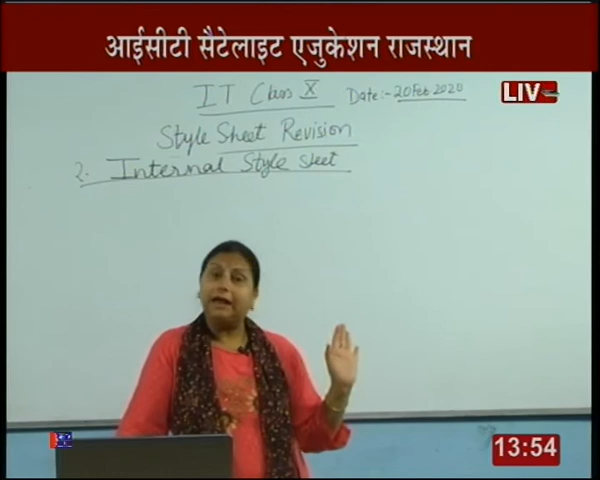 आईसीटी सैटेलाइट एजुकेशन राजस्थान
LIVE
IT Class X Date:- 20 Feb 2020
Style Sheet Revision
2. Internal Style sheet
13:54